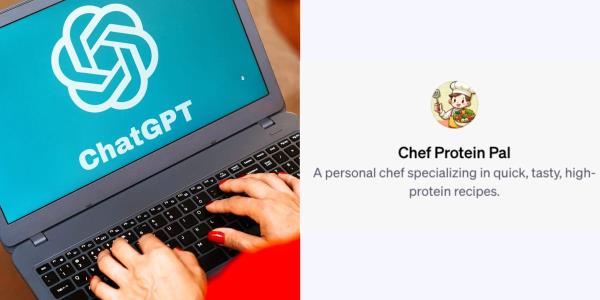 ChatGPT
Chef Protein Pal
A personal chef specializing in quick, tasty, high-
protein recipes.